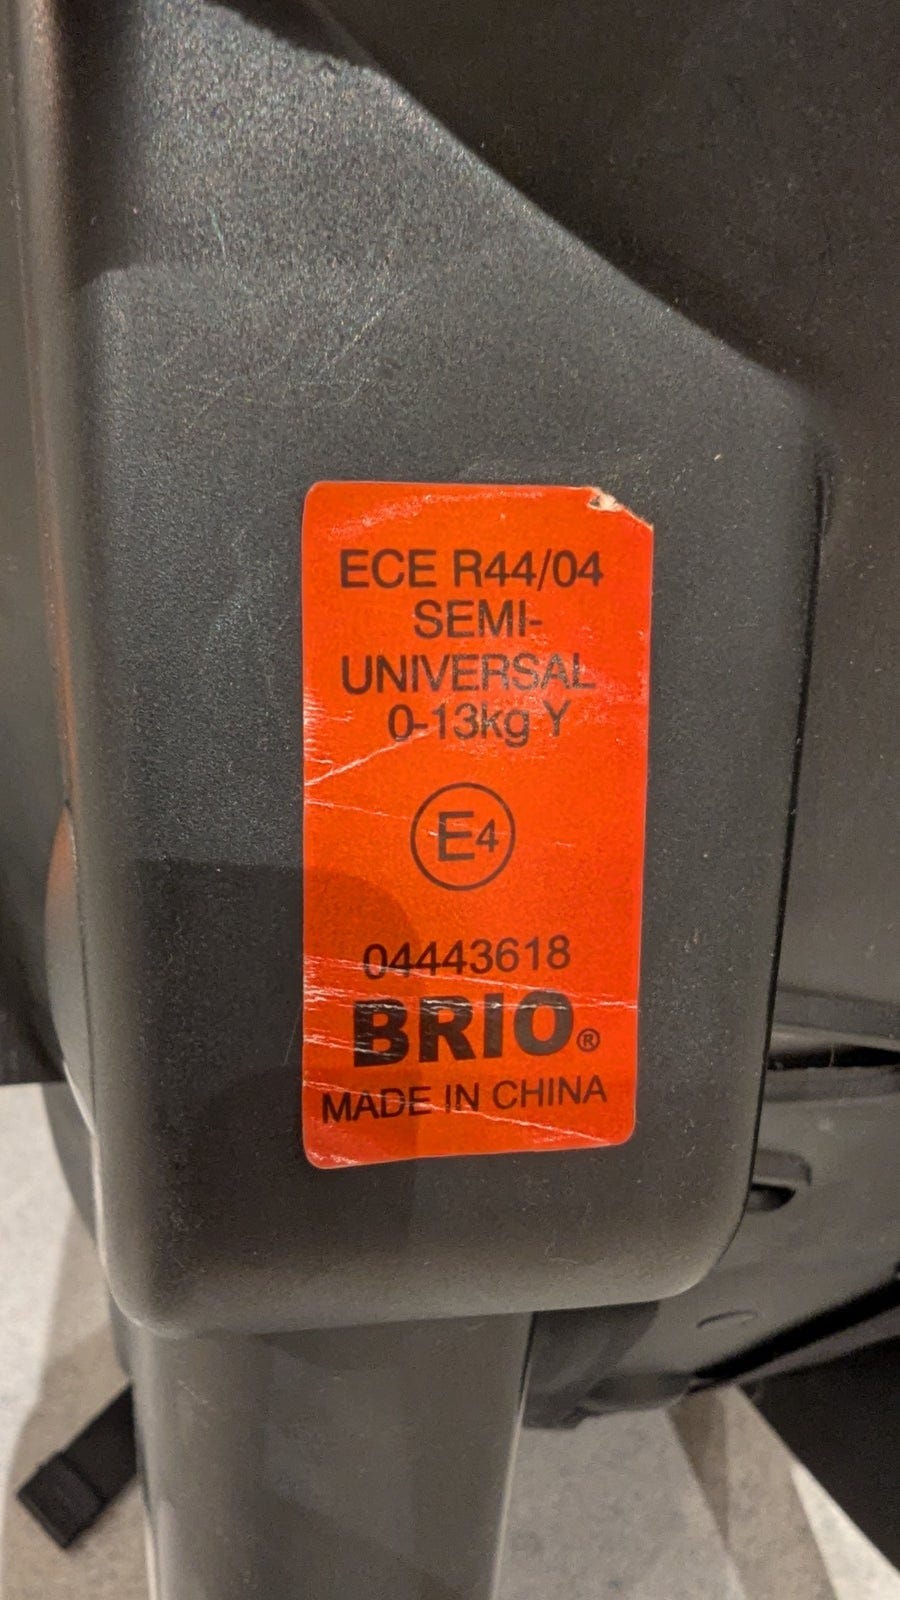 ECE R44/04
SEMI-
UNIVERSAL
0-13kg Y
E4
04443618
BRIO®
MADE IN CHINA